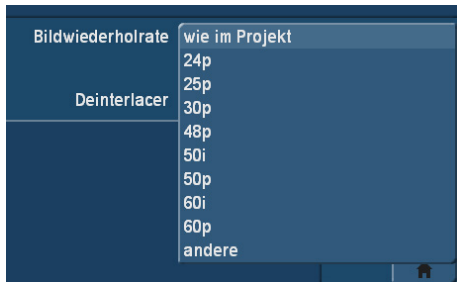 Bildwiederholrate wie im Projekt
24p
25p
Deinterlacer
30p
48p
50i
50p
60i
60p
andere